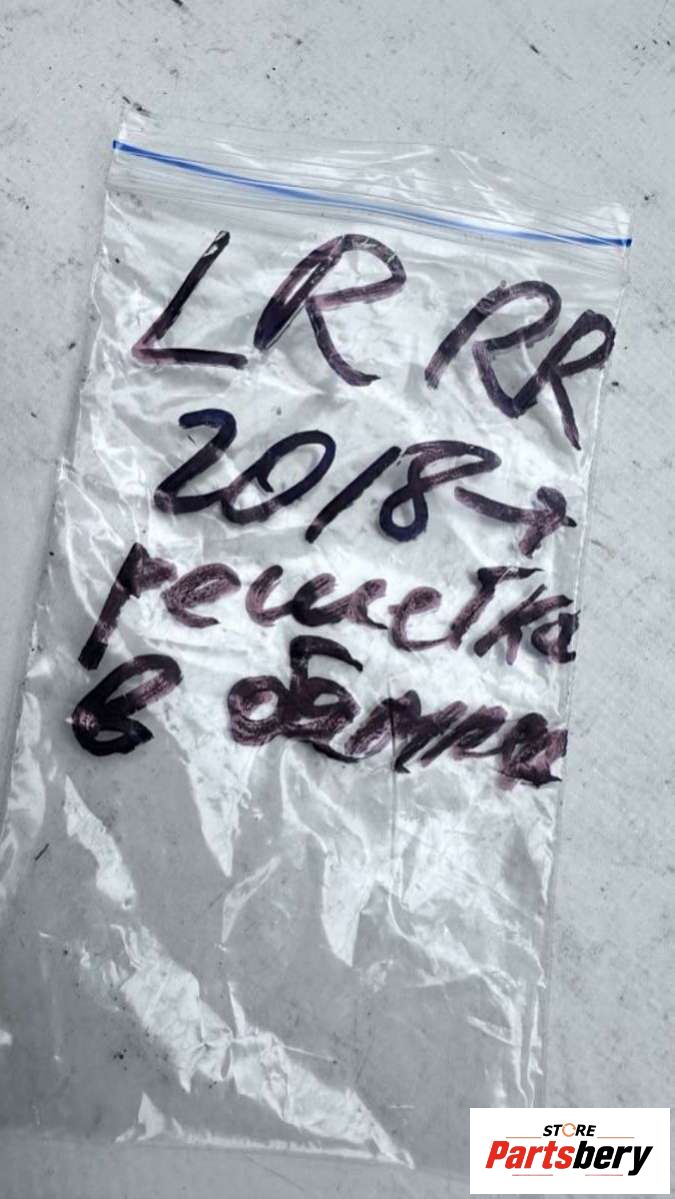 LR RR
2018→
решетка
в
STORE
Partsbery